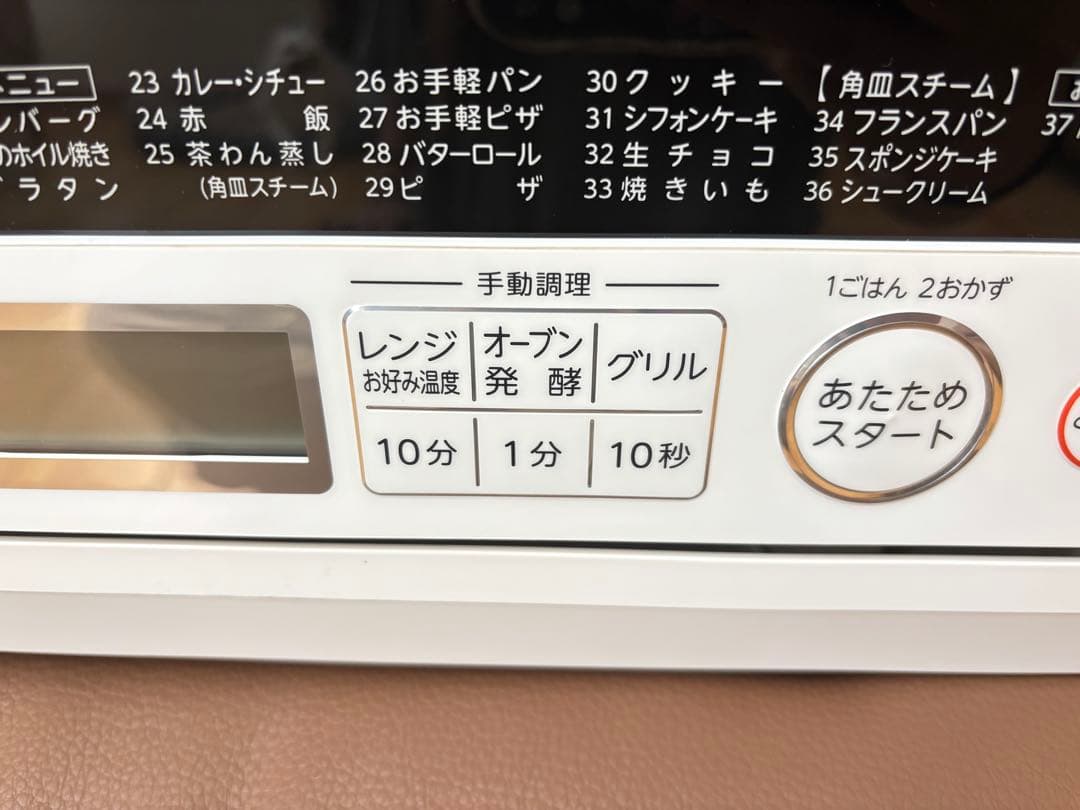 ニュー
バーグ
のホイル焼き
ラタン
23 カレー・シチュー
24 赤飯
25 茶わん蒸し
(角皿スチーム)
26 お手軽パン
27 お手軽ピザ
28 バターロール
29 ピザ
30 クッキー
31 シフォンケーキ
32 生チョコ
33 焼きいも
【角皿スチーム】
34 フランスパン
35 スポンジケーキ
36 シュークリーム
37
手動調理
レンジ
お好み温度
オーブン
発酵
グリル
10分
1分
10秒
1ごはん 2おかず
あたため
スタート